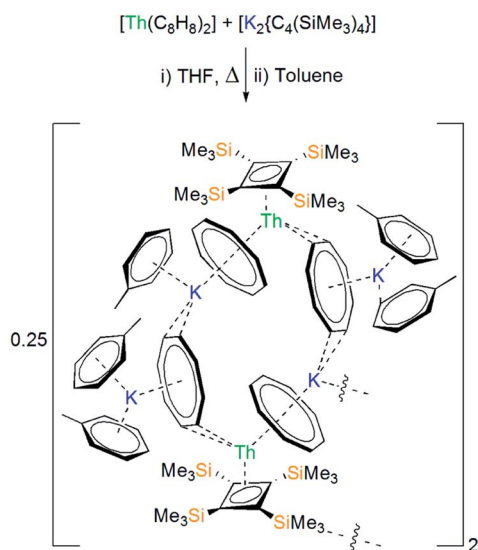 [Th(C₈H₈)₂] + [K₂{C₄(SiMe₃)₄}]
i) THF, Δ ii) Toluene
Me₃Si SiMe₃
Me₃Si SiMe₃
Th
K K
0.25
K K
Th
Me₃Si SiMe₃
Me₃Si SiMe₃
2